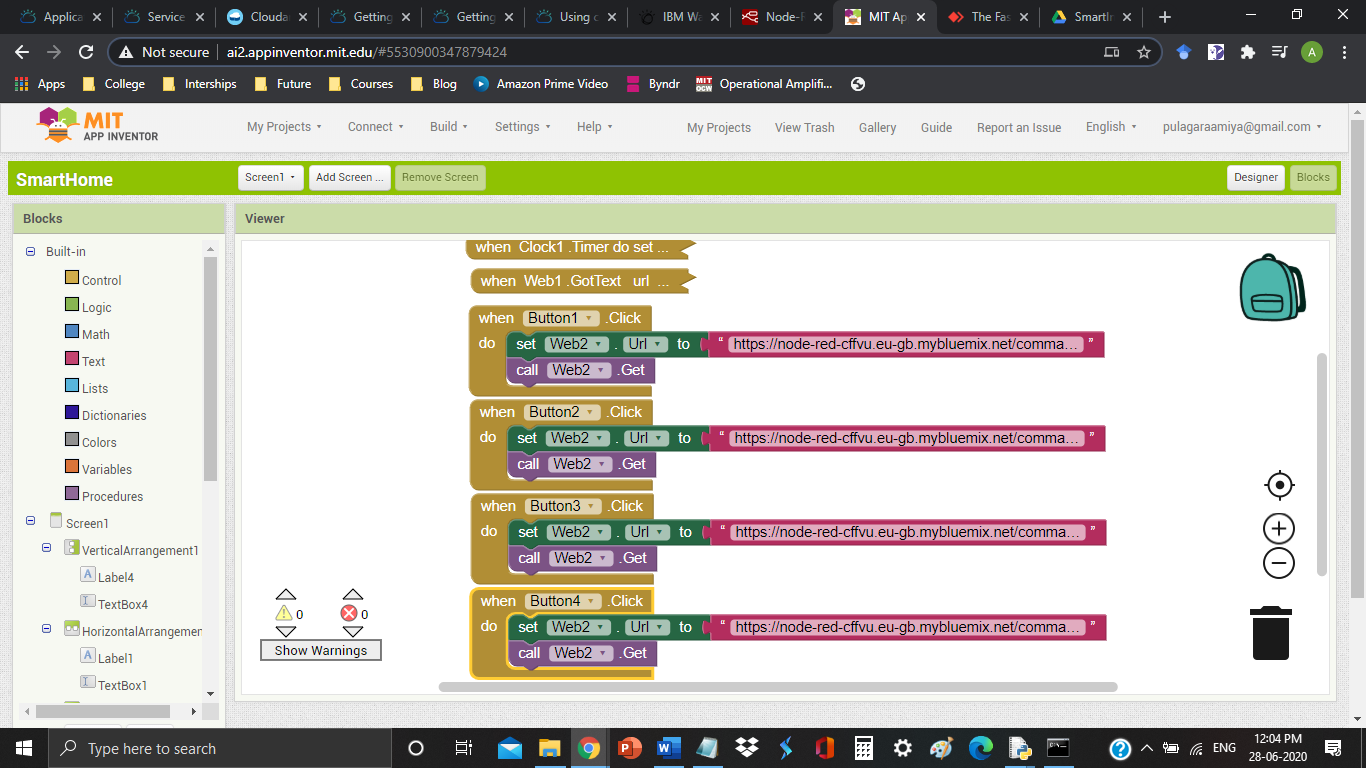 Applica
Service
Cloudan
Getting
Getting
Using c
IBM Wa
Node-R
MIT Ap
The Fas
SmartIn
Not secure
ai2.appinventor.mit.edu/#5530900347879424
A
Apps
College
Interships
Future
Courses
Blog
Amazon Prime Video
Byndr
MIT OCW
Operational Amplifi...
MIT
APP INVENTOR
My Projects
Connect
Build
Settings
Help
My Projects
View Trash
Gallery
Guide
Report an Issue
English
pulagaraamiya@gmail.com
SmartHome
Screen1
Add Screen ...
Remove Screen
Designer
Blocks
Blocks
Viewer
Built-in
Control
Logic
Math
Text
Lists
Dictionaries
Colors
Variables
Procedures
Screen1
VerticalArrangement1
A Label4
TextBox4
HorizontalArrangemen
A Label1
TextBox1
when Clock1 .Timer do set ...
when Web1 .GotText url ...
when Button1 .Click
do set Web2 . Url to “ https://node-red-cffvu.eu-gb.mybluemix.net/comma... ”
call Web2 .Get
when Button2 .Click
do set Web2 . Url to “ https://node-red-cffvu.eu-gb.mybluemix.net/comma... ”
call Web2 .Get
when Button3 .Click
do set Web2 . Url to “ https://node-red-cffvu.eu-gb.mybluemix.net/comma... ”
call Web2 .Get
when Button4 .Click
do set Web2 . Url to “ https://node-red-cffvu.eu-gb.mybluemix.net/comma... ”
call Web2 .Get
0 0
Show Warnings
Type here to search
ENG
12:04 PM
28-06-2020